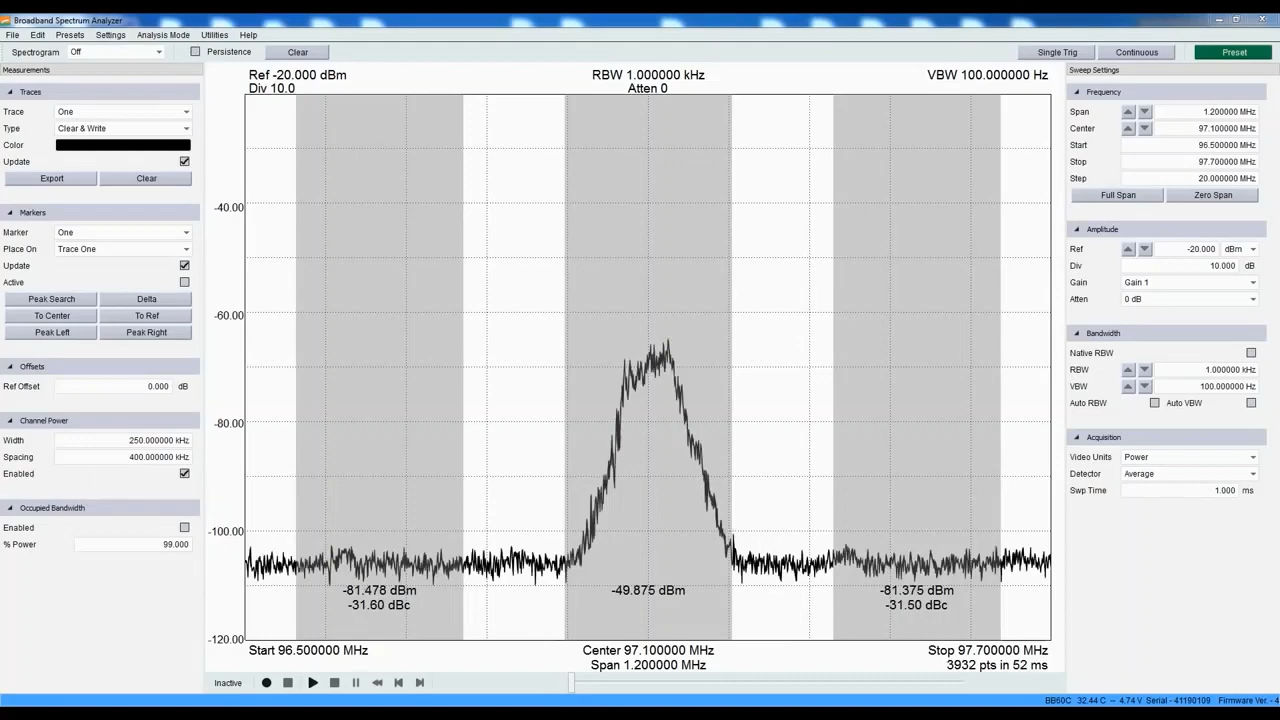 Broadband Spectrum Analyzer
File Edit Presets Settings Analysis Mode Utilities Help
Spectrogram Off Persistence Clear Single Trig Continuous Preset
Measurements
Traces
Trace One
Type Clear & Write
Color
Update
Export Clear
Markers
Marker One
Place On Trace One
Update
Active
Peak Search Delta
To Center To Ref
Peak Left Peak Right
Offsets
Ref Offset 0.000 dB
Channel Power
Width 250.000000 kHz
Spacing 400.000000 kHz
Enabled
Occupied Bandwidth
Enabled
% Power 99.000
Ref -20.000 dBm RBW 1.000000 kHz VBW 100.000000 Hz
Div 10.0 Atten 0
-40.00
-60.00
-80.00
-100.00
-120.00
-81.478 dBm -49.875 dBm -81.375 dBm
-31.60 dBc -31.50 dBc
Start 96.500000 MHz Center 97.100000 MHz Stop 97.700000 MHz
Span 1.200000 MHz 3932 pts in 52 ms
Inactive
Sweep Settings
Frequency
Span 1.200000 MHz
Center 97.100000 MHz
Start 96.500000 MHz
Stop 97.700000 MHz
Step 20.000000 MHz
Full Span Zero Span
Amplitude
Ref -20.000 dBm
Div 10.000 dB
Gain Gain 1
Atten 0 dB
Bandwidth
Native RBW
RBW 1.000000 kHz
VBW 100.000000 Hz
Auto RBW Auto VBW
Acquisition
Video Units Power
Detector Average
Swp Time 1.000 ms
BB60C 32.44 C -- 4.74 V Serial - 41190109 Firmware Ver. - 4